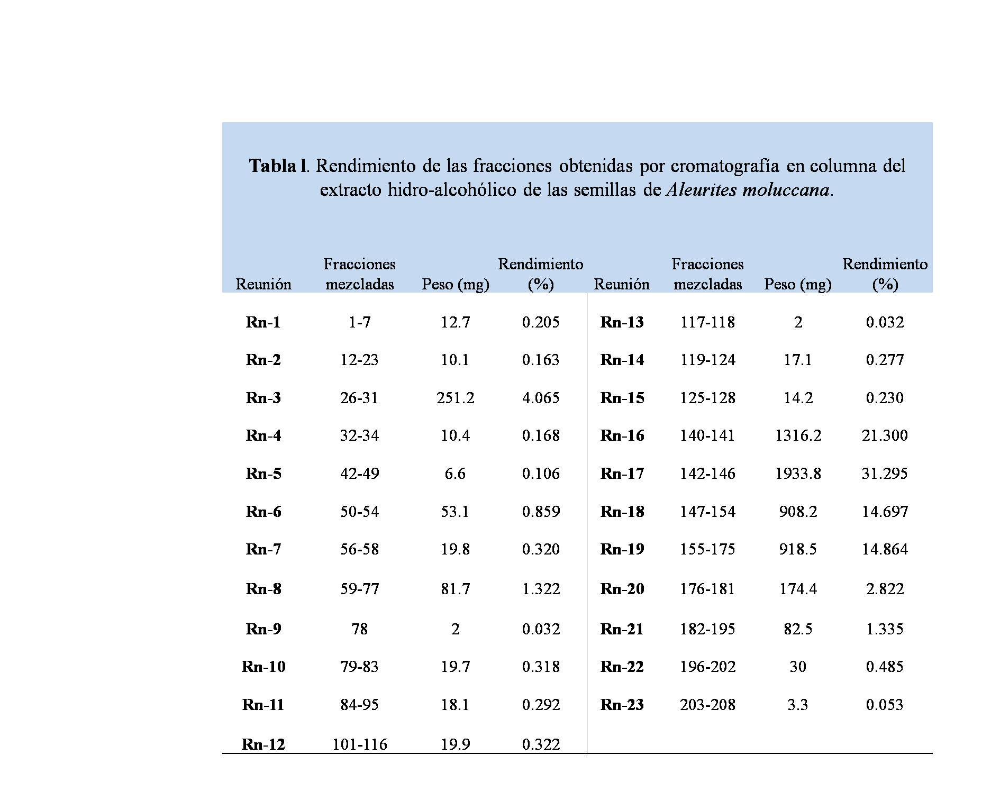 Tabla l. Rendimiento de las fracciones obtenidas por cromatografía en columna del
extracto hidro-alcohólico de las semillas de Aleurites moluccana.
Fracciones Rendimiento Fracciones Rendimiento
Reunión mezcladas Peso (mg) (%) Reunión mezcladas Peso (mg) (%)
Rn-1 1-7 12.7 0.205 Rn-13 117-118 2 0.032
Rn-2 12-23 10.1 0.163 Rn-14 119-124 17.1 0.277
Rn-3 26-31 251.2 4.065 Rn-15 125-128 14.2 0.230
Rn-4 32-34 10.4 0.168 Rn-16 140-141 1316.2 21.300
Rn-5 42-49 6.6 0.106 Rn-17 142-146 1933.8 31.295
Rn-6 50-54 53.1 0.859 Rn-18 147-154 908.2 14.697
Rn-7 56-58 19.8 0.320 Rn-19 155-175 918.5 14.864
Rn-8 59-77 81.7 1.322 Rn-20 176-181 174.4 2.822
Rn-9 78 2 0.032 Rn-21 182-195 82.5 1.335
Rn-10 79-83 19.7 0.318 Rn-22 196-202 30 0.485
Rn-11 84-95 18.1 0.292 Rn-23 203-208 3.3 0.053
Rn-12 101-116 19.9 0.322